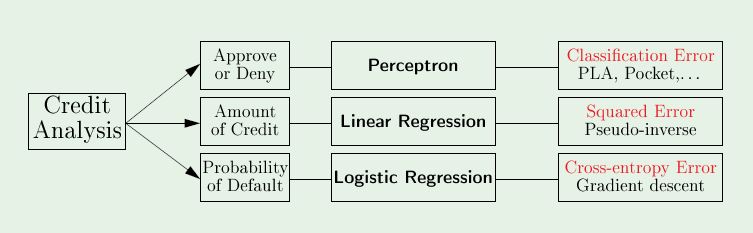 Credit
Analysis
Approve
or Deny
Perceptron
Classification Error
PLA, Pocket,...
Amount
of Credit
Linear Regression
Squared Error
Pseudo-inverse
Probability
of Default
Logistic Regression
Cross-entropy Error
Gradient descent